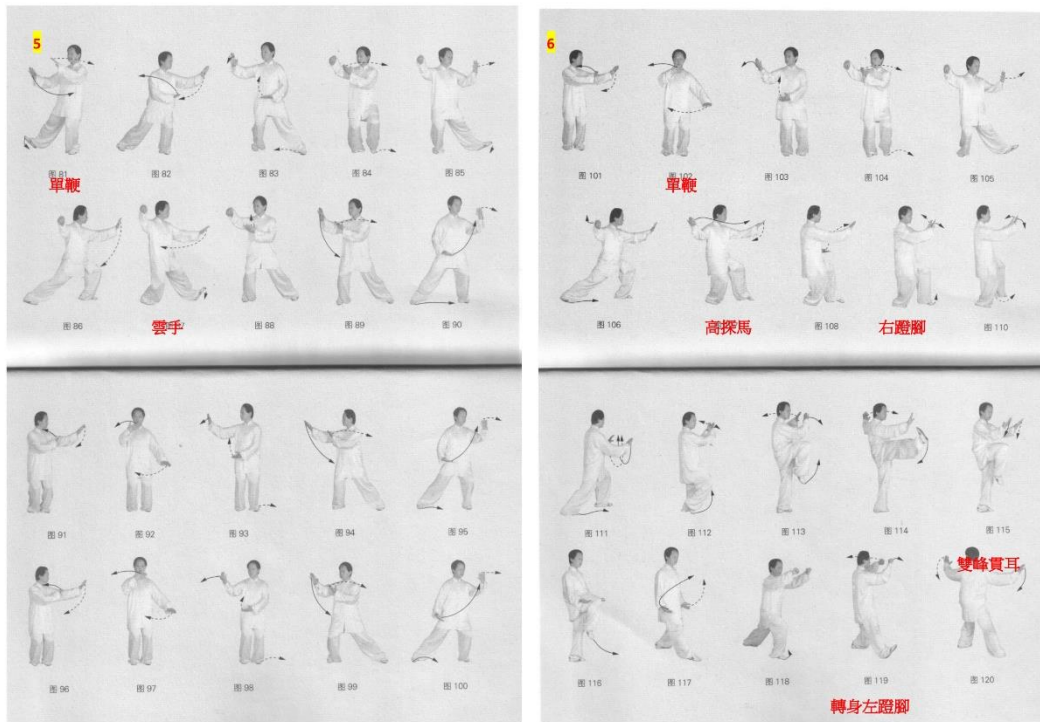 5
图 81 图 82 图 83 图 84 图 85
單鞭
图 86 雲手 图 88 图 89 图 90
图 91 图 92 图 93 图 94 图 95
图 96 图 97 图 98 图 99 图 100
6
图 101 图 102 图 103 图 104 图 105
單鞭
图 106 高探馬 图 108 右蹬腳 图 110
图 111 图 112 图 113 图 114 图 115
雙峰貫耳
图 116 图 117 图 118 图 119 图 120
轉身左蹬腳